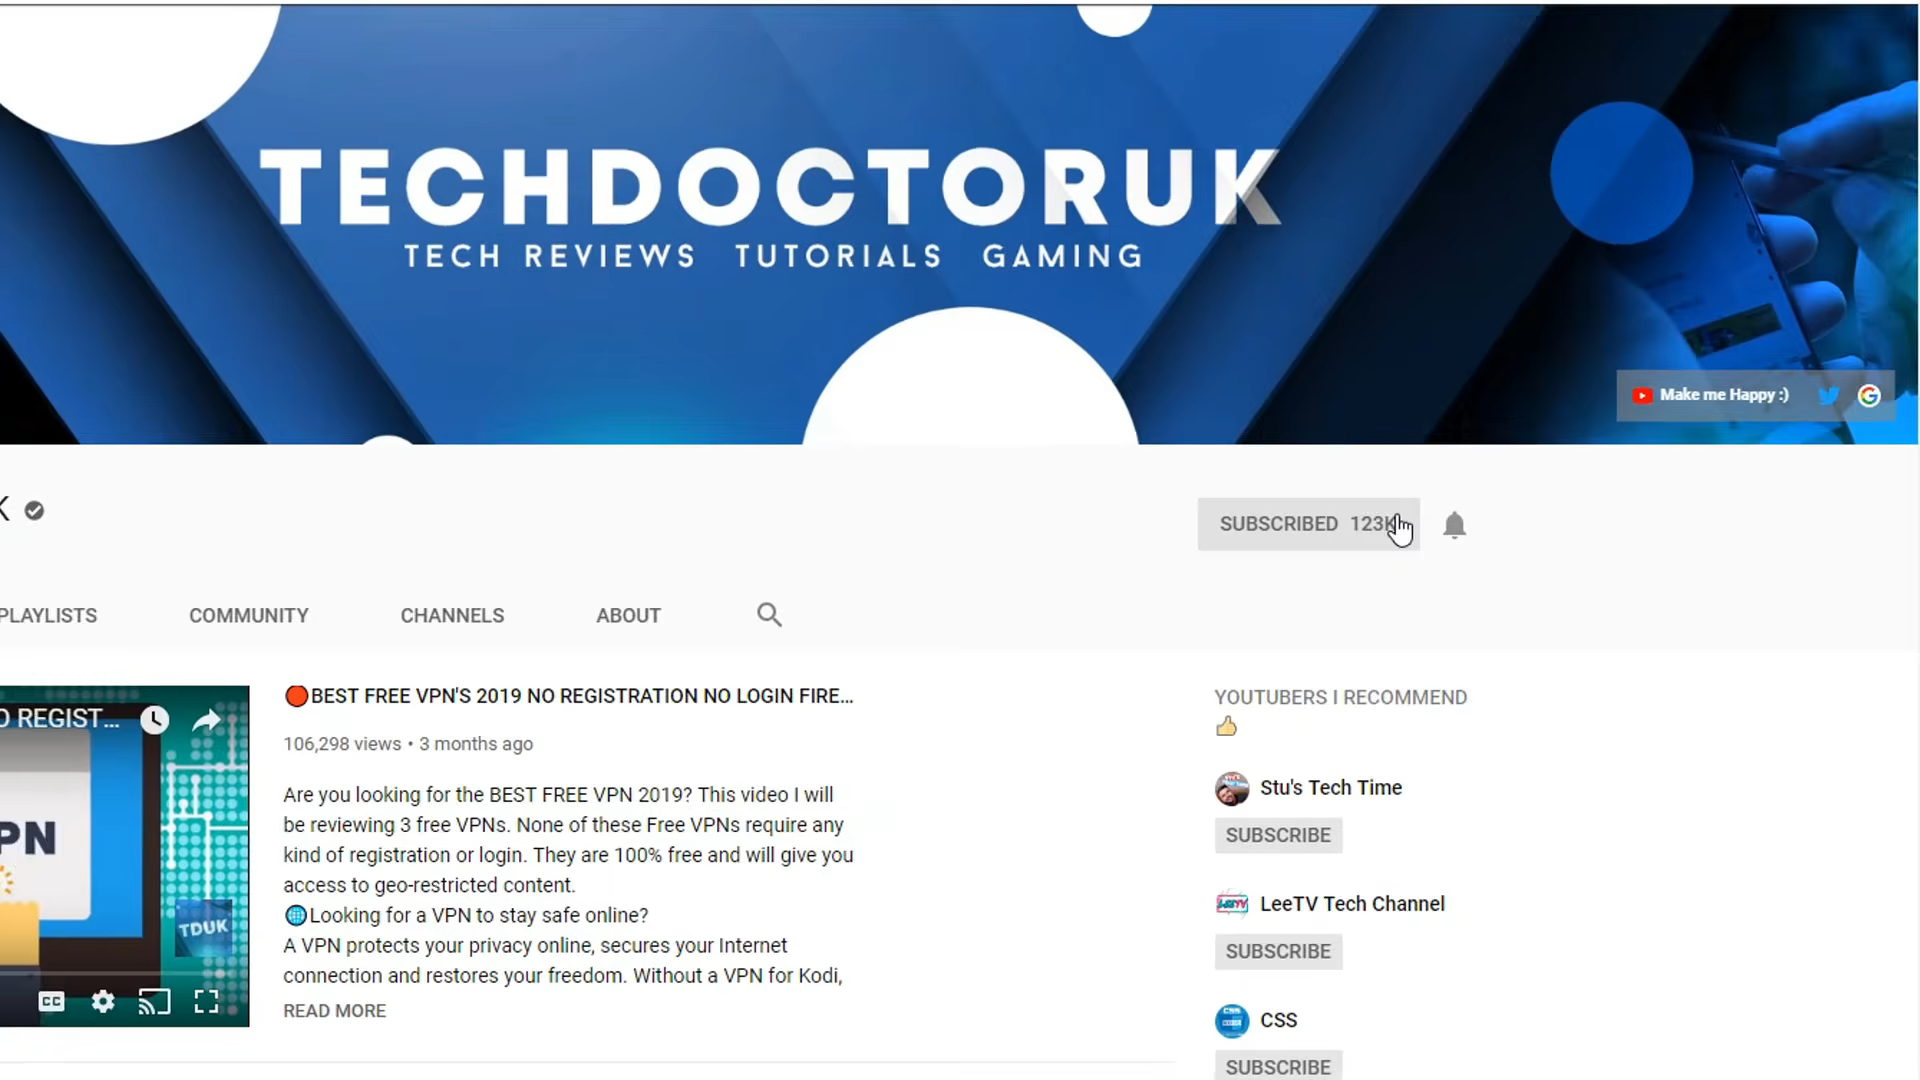 TECHDOCTORUK
TECH REVIEWS TUTORIALS GAMING
Make me Happy :)
K
SUBSCRIBED 123K
PLAYLISTS COMMUNITY CHANNELS ABOUT
O REGIST...
PN
TDUK
CC
🔴BEST FREE VPN'S 2019 NO REGISTRATION NO LOGIN FIRE...
106,298 views • 3 months ago
Are you looking for the BEST FREE VPN 2019? This video I will
be reviewing 3 free VPNs. None of these Free VPNs require any
kind of registration or login. They are 100% free and will give you
access to geo-restricted content.
🌐Looking for a VPN to stay safe online?
A VPN protects your privacy online, secures your Internet
connection and restores your freedom. Without a VPN for Kodi,
READ MORE
YOUTUBERS I RECOMMEND
👍
Stu's Tech Time
SUBSCRIBE
LEETV
LeeTV Tech Channel
SUBSCRIBE
CSS
CSS
SUBSCRIBE